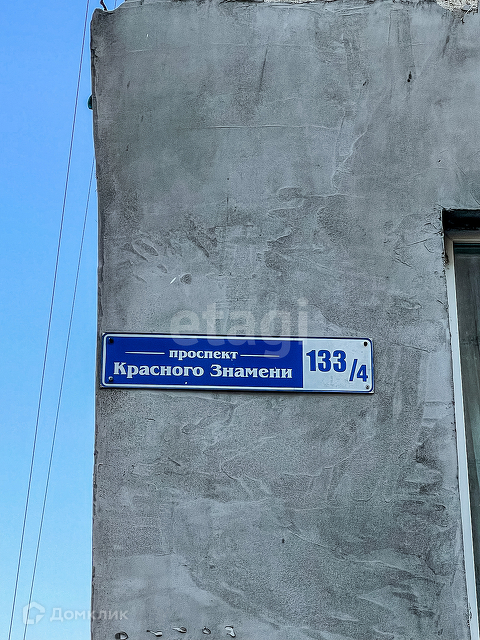 etagi
проспект
Красного Знамени
133/4
Домклик